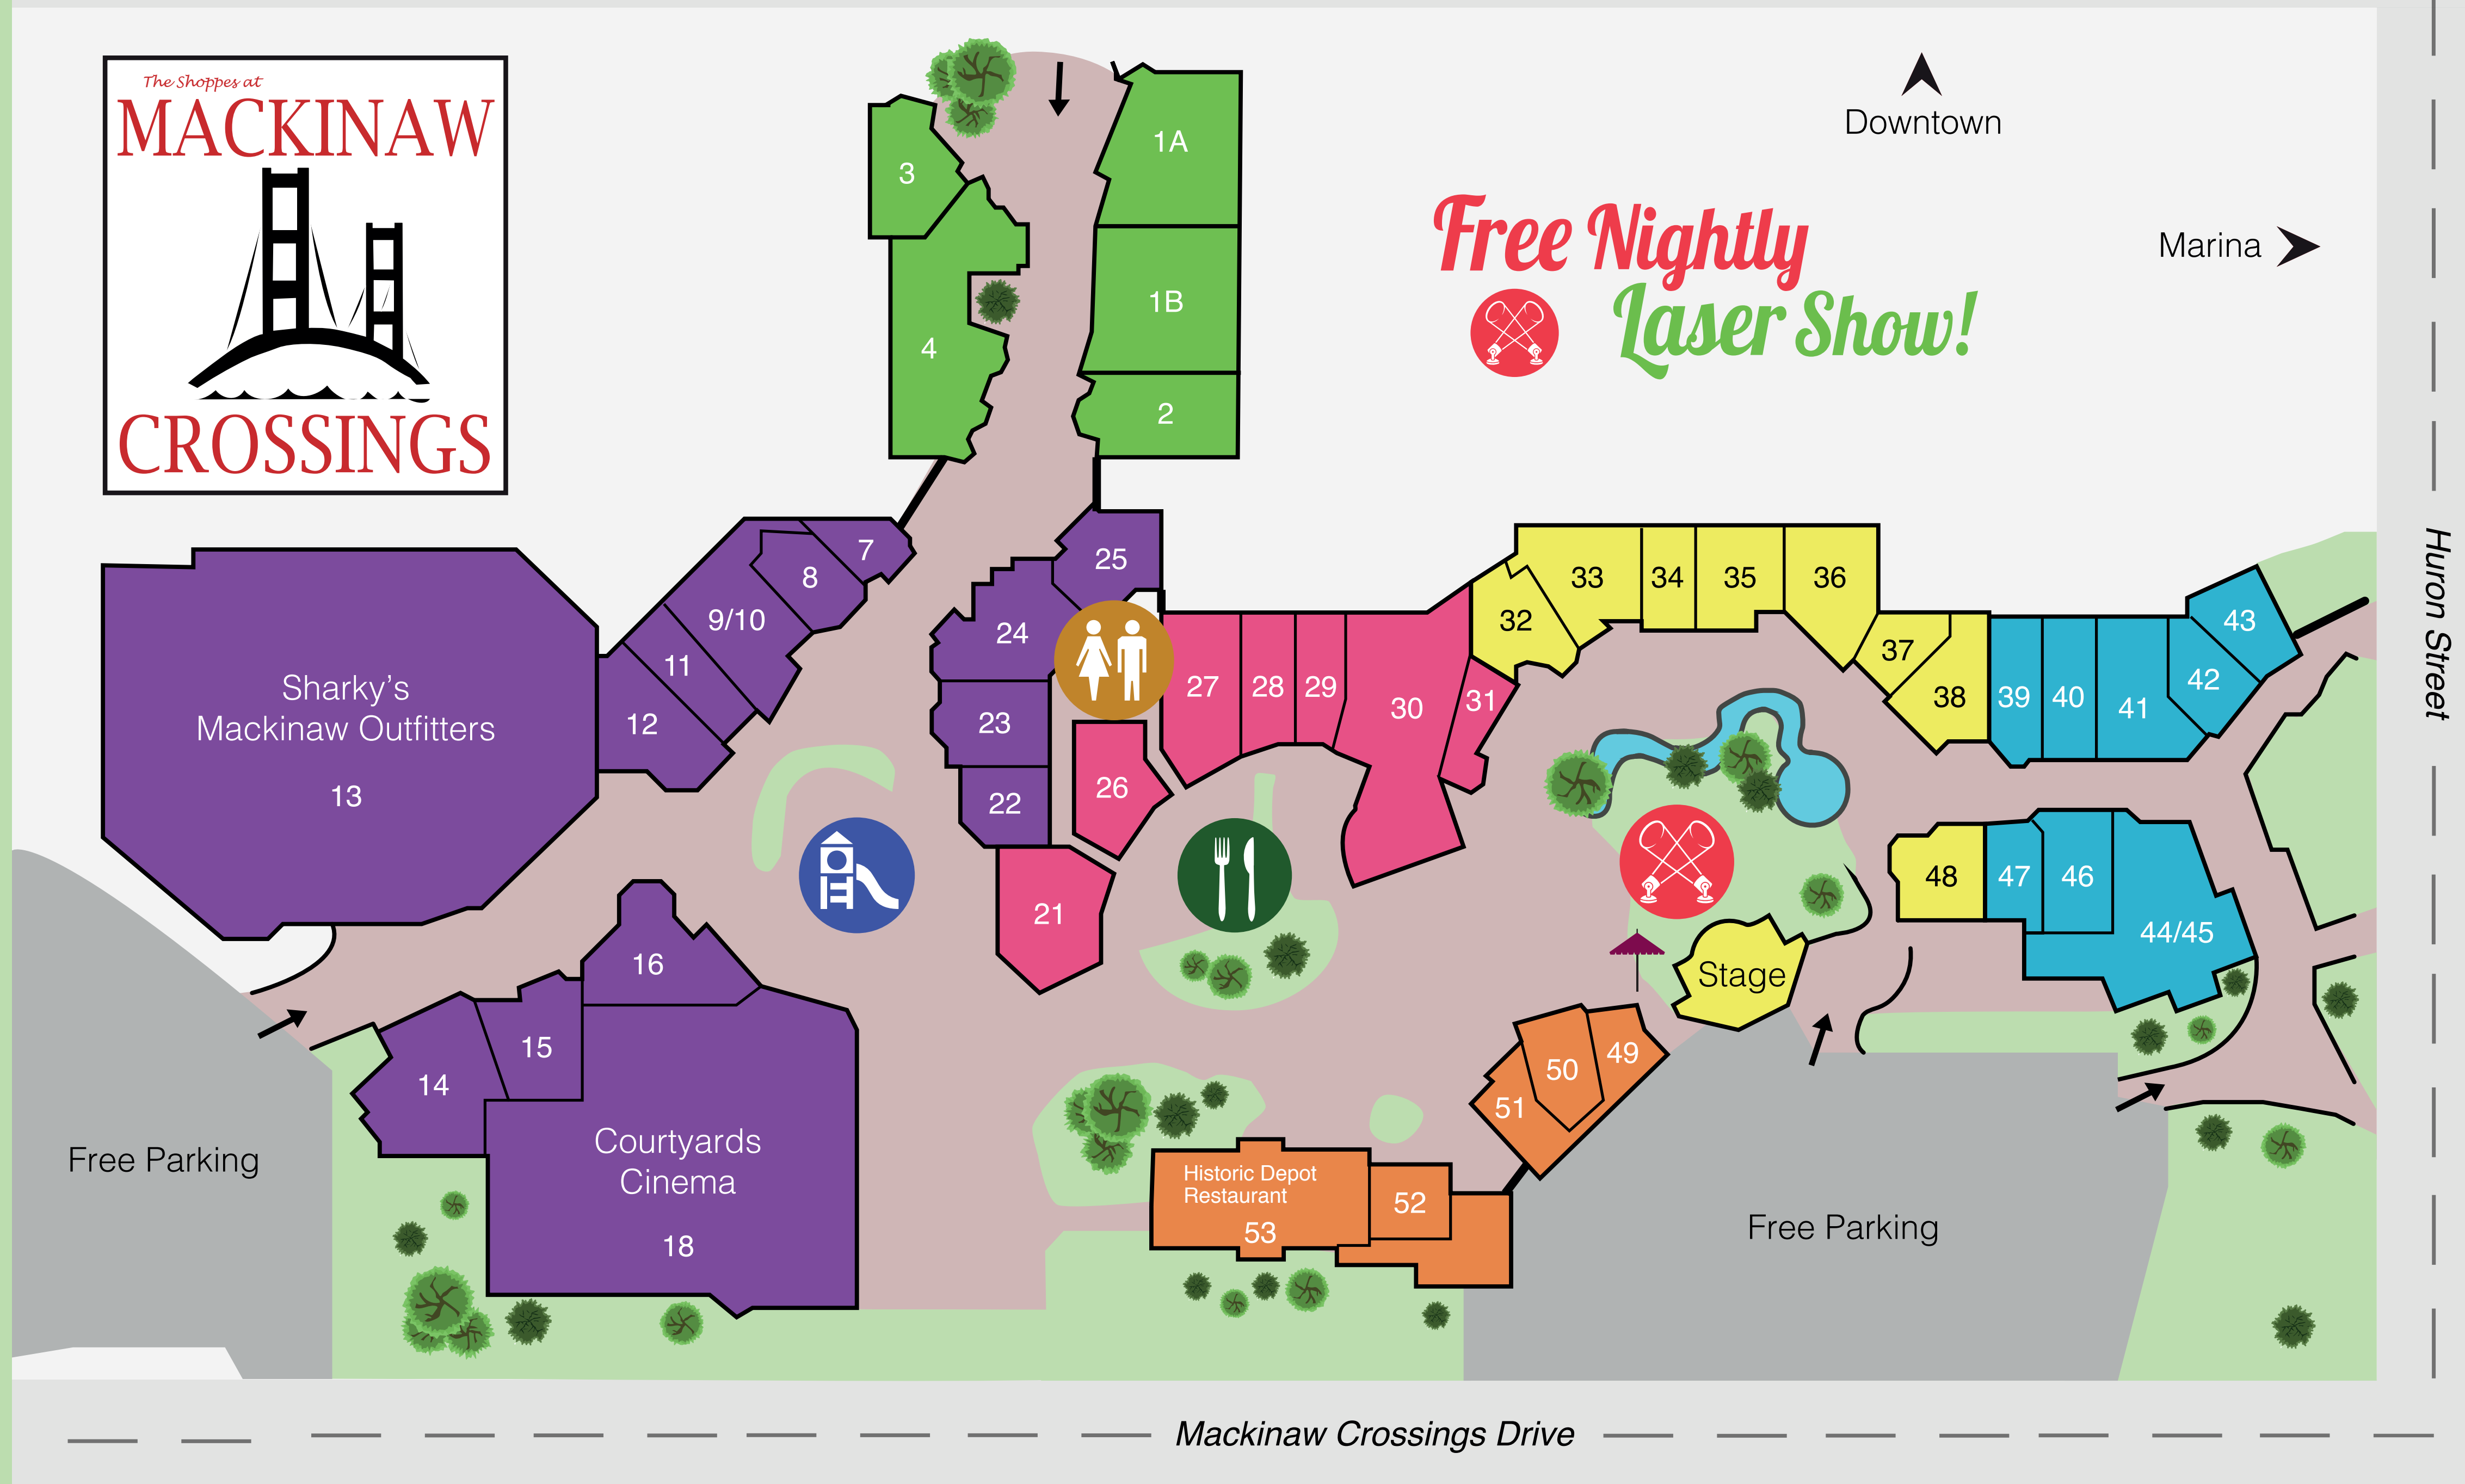 The Shoppes at
MACKINAW
CROSSINGS
Downtown
Marina
Free Nightly
Laser Show!
Huron Street
1A
3
1B
4
2
7
8
9/10
11
12
25
24
23
22
26
21
27
28
29
30
31
32
33
34
35
36
37
38
39
40
41
42
43
Sharky's
Mackinaw Outfitters
13
48
47
46
44/45
Stage
16
15
14
Courtyards
Cinema
18
Free Parking
49
50
51
52
Historic Depot
Restaurant
53
Free Parking
Mackinaw Crossings Drive